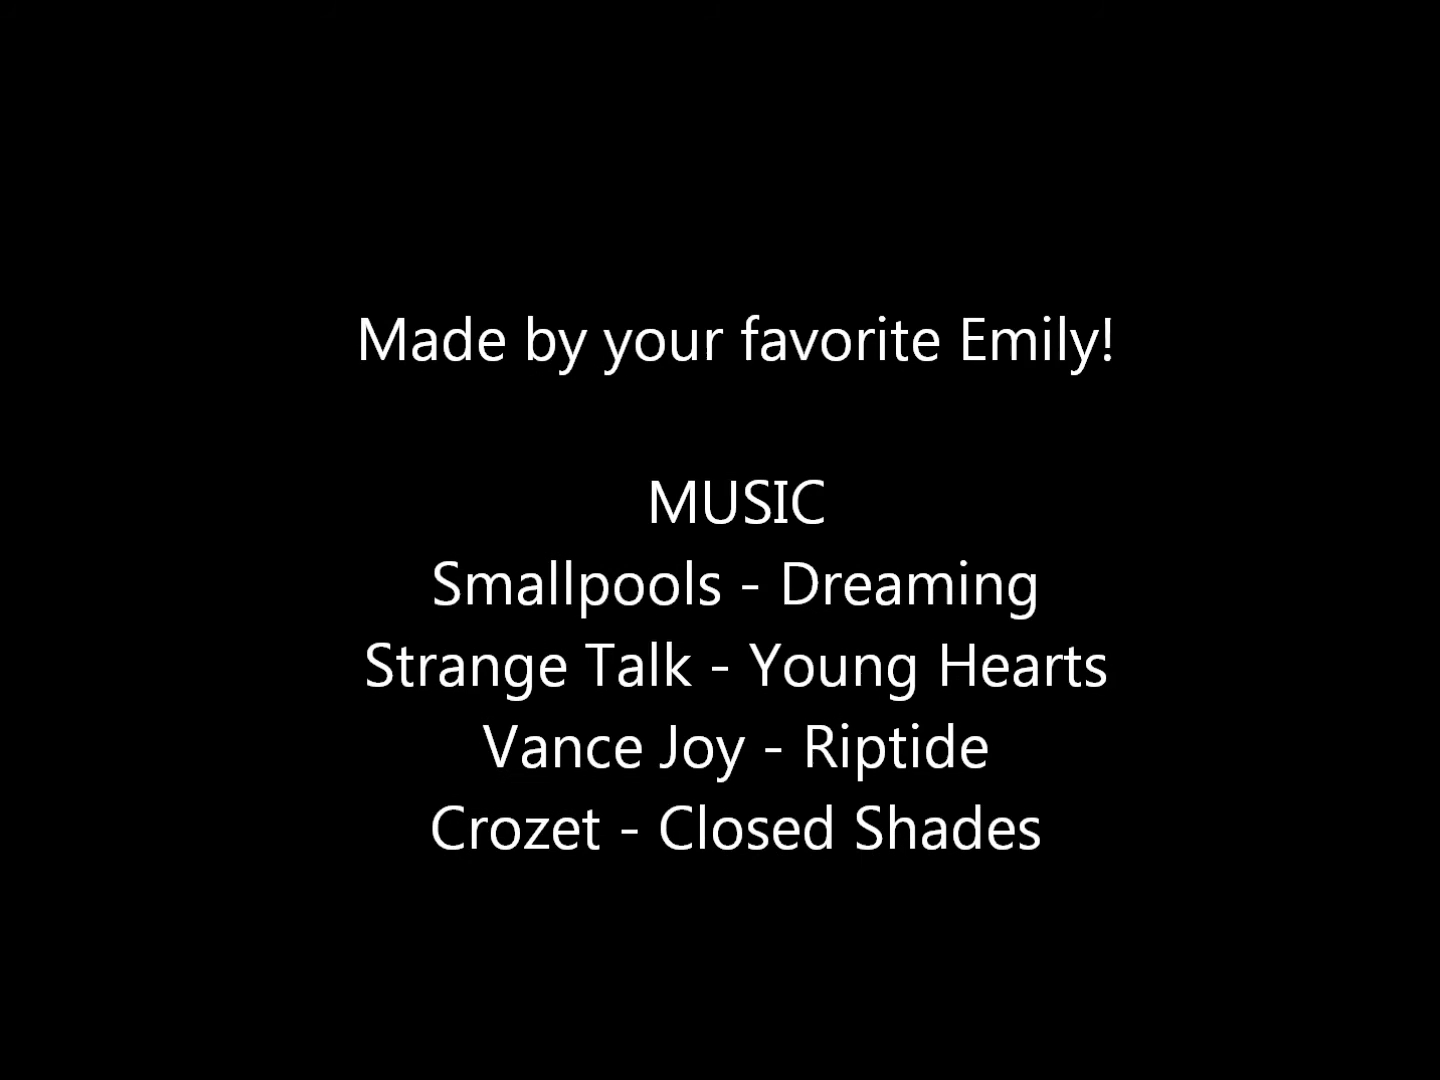 Made by your favorite Emily!
MUSIC
Smallpools - Dreaming
Strange Talk - Young Hearts
Vance Joy - Riptide
Crozet - Closed Shades